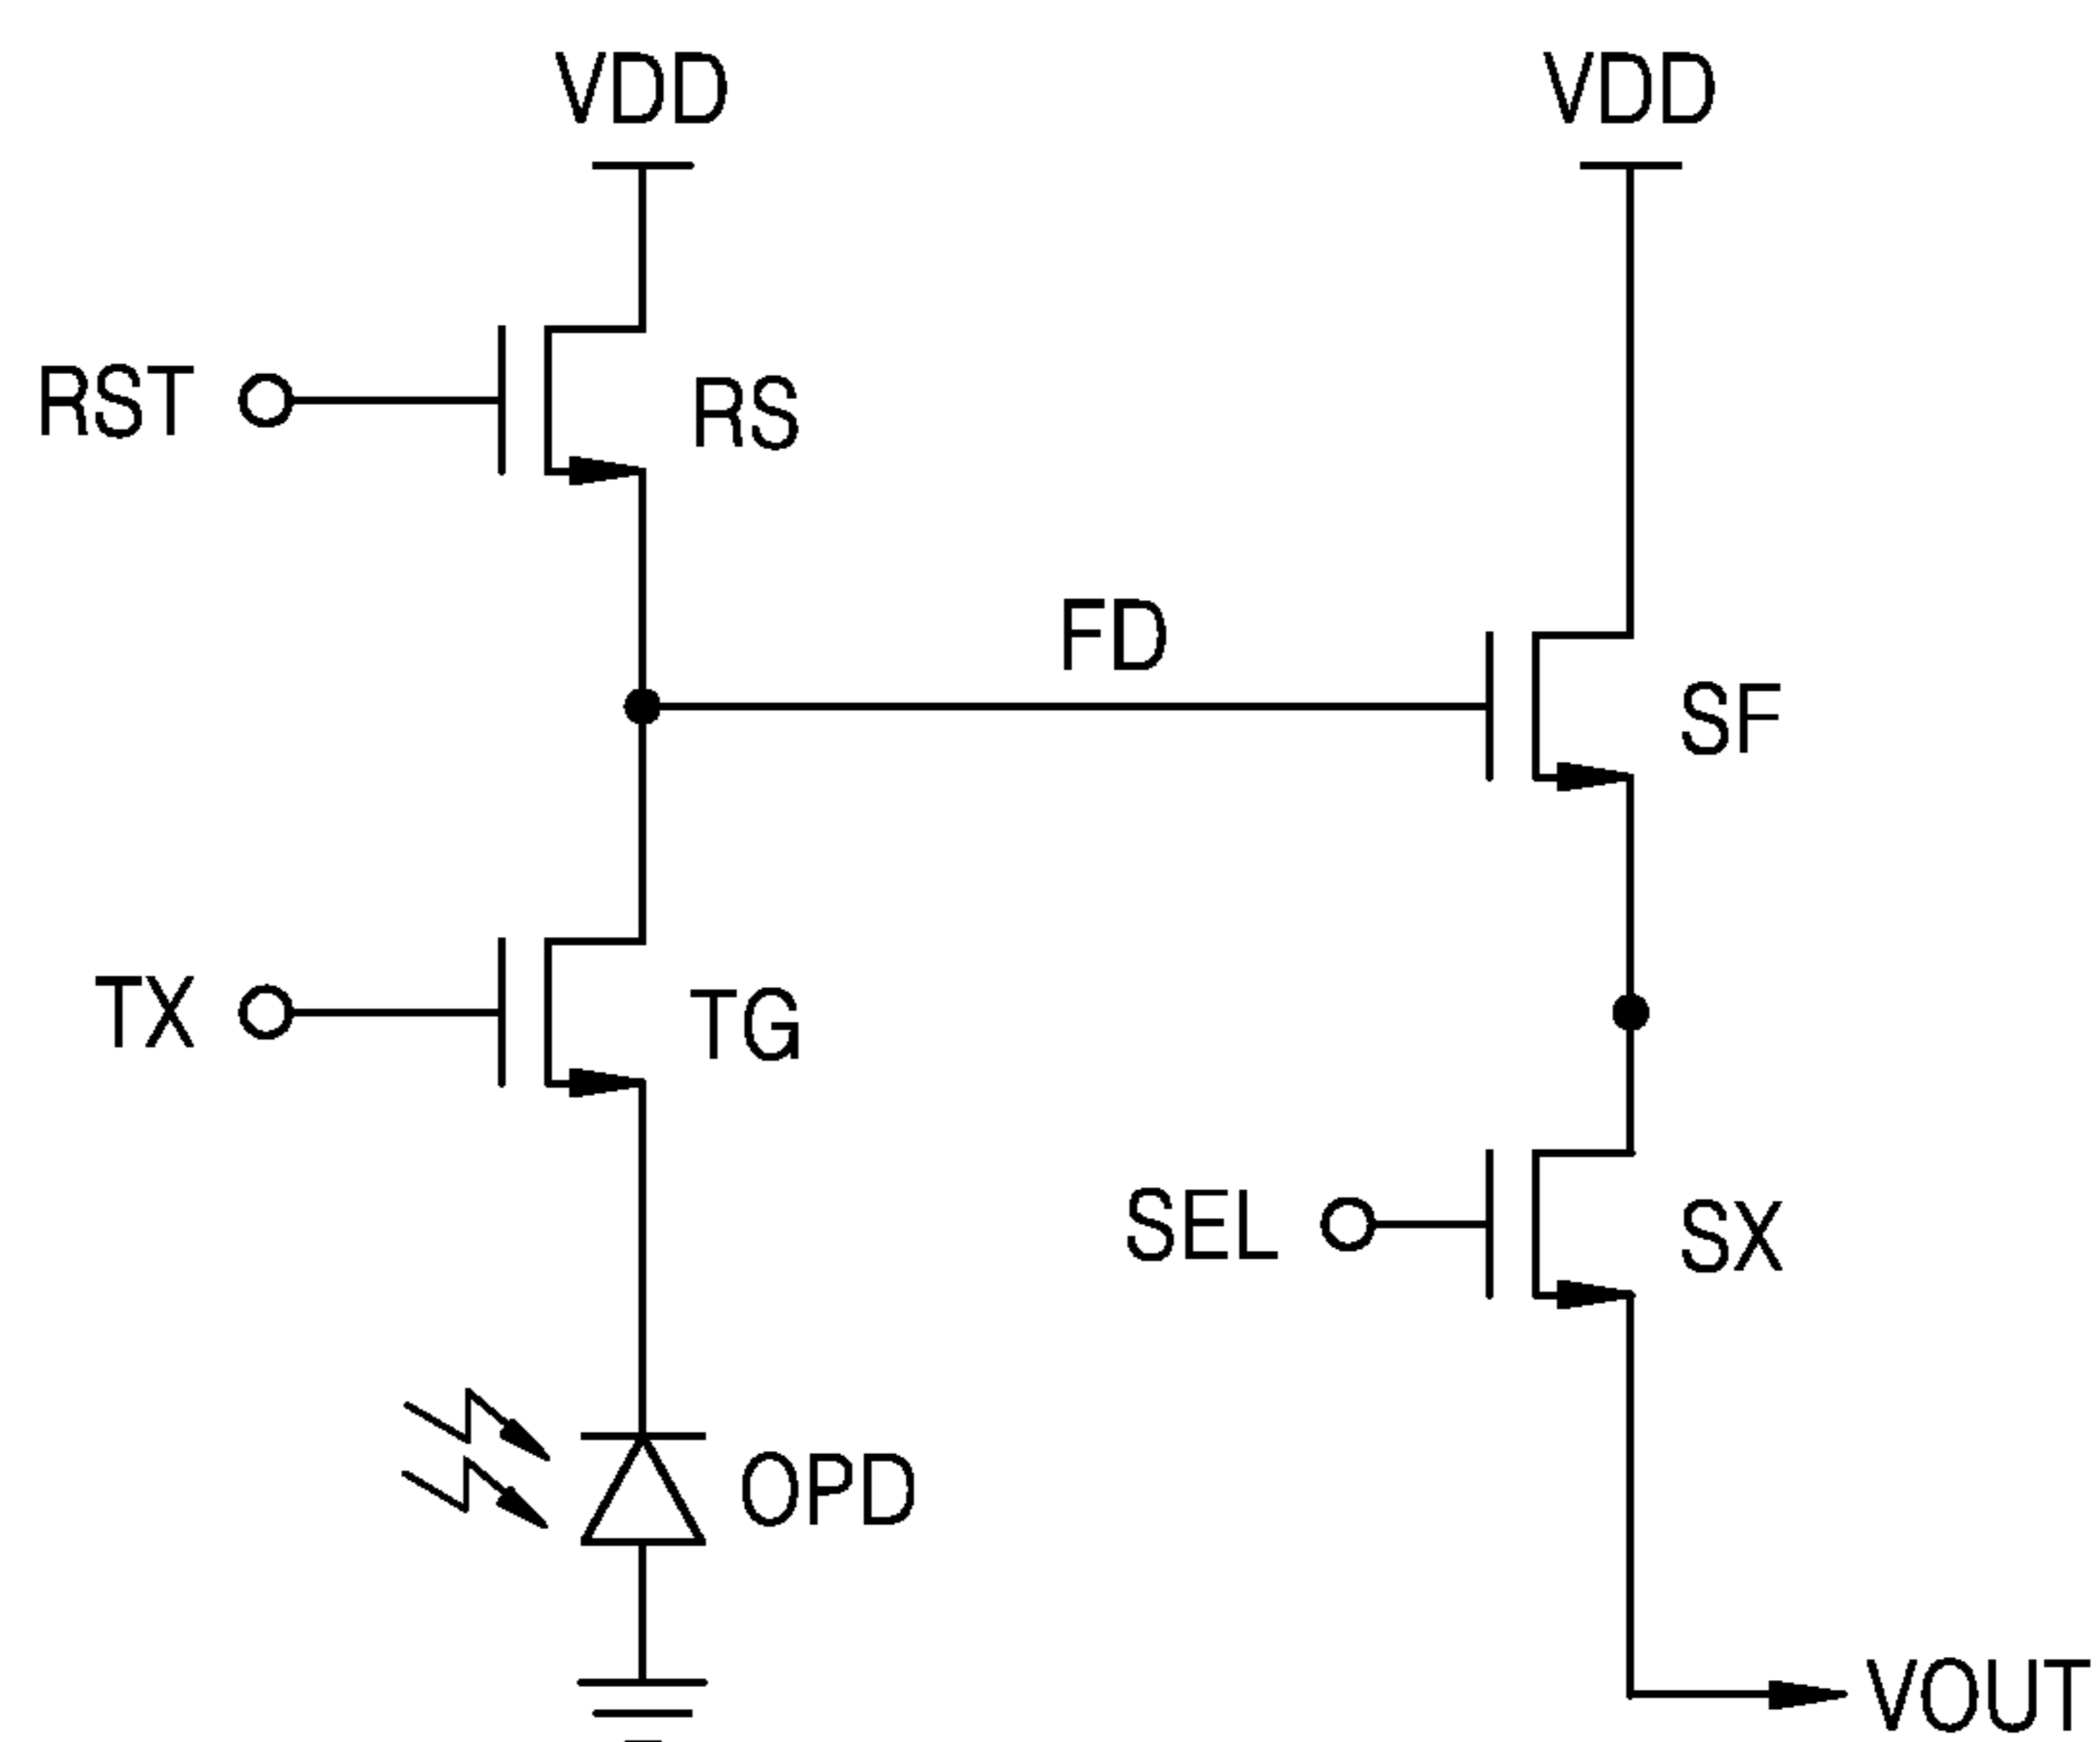 VDD
VDD
RST
RS
FD
SF
TX
TG
SEL
SX
OPD
VOUT